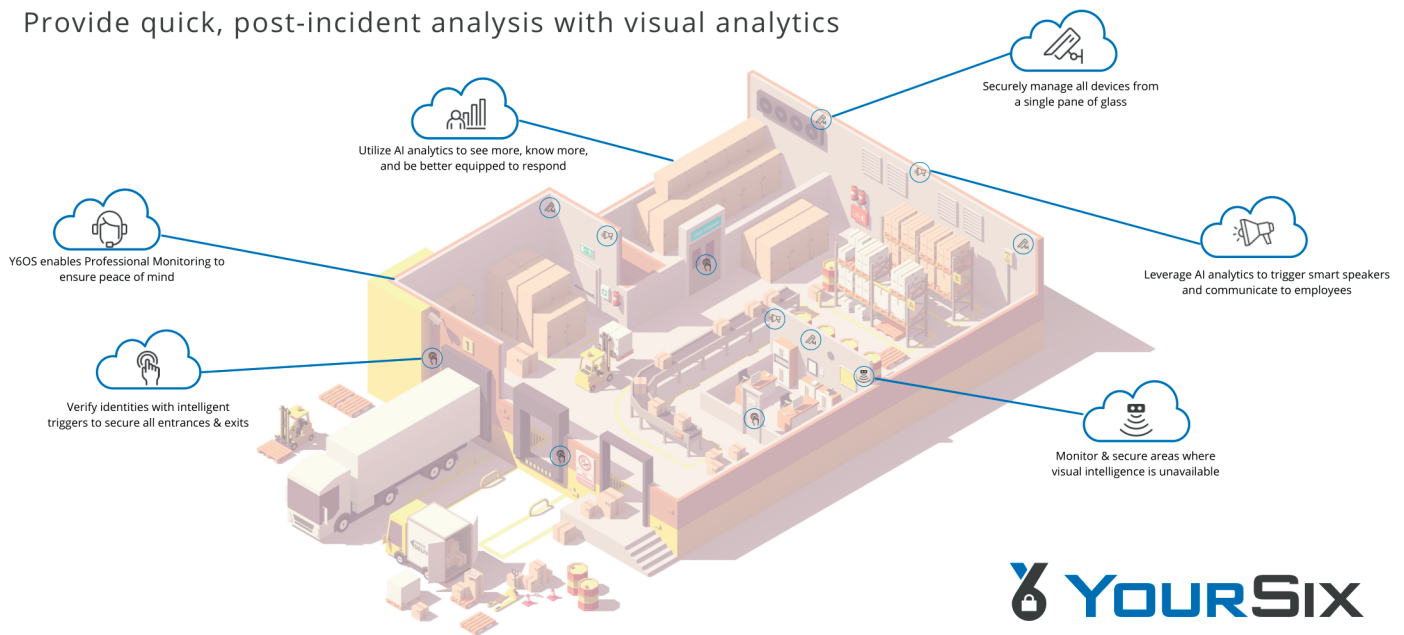 Provide quick, post-incident analysis with visual analytics
Securely manage all devices from
a single pane of glass
Utilize AI analytics to see more, know more,
and be better equipped to respond
Y6OS enables Professional Monitoring to
ensure peace of mind
Leverage AI analytics to trigger smart speakers
and communicate to employees
Verify identities with intelligent
triggers to secure all entrances & exits
Monitor & secure areas where
visual intelligence is unavailable
1
YOURSIX